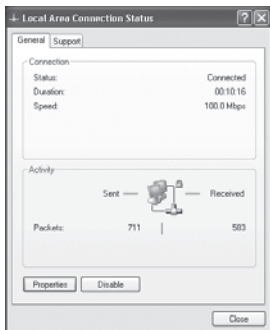 Local Area Connection Status
General Support
Connection
Status: Connected
Duration: 00:10:16
Speed: 100.0 Mbps
Activity
Sent Received
Packets: 711 583
Properties Disable
Close